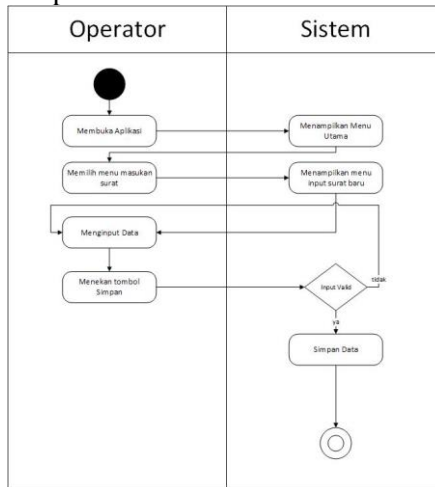 Operator
Sistem
Membuka Aplikasi
Menampilkan Menu
Utama
Memilih menu masukan
surat
Menampilkan menu
input surat baru
Menginput Data
Menekan tombol
Simpan
Input Valid
tidak
ya
Simpan Data